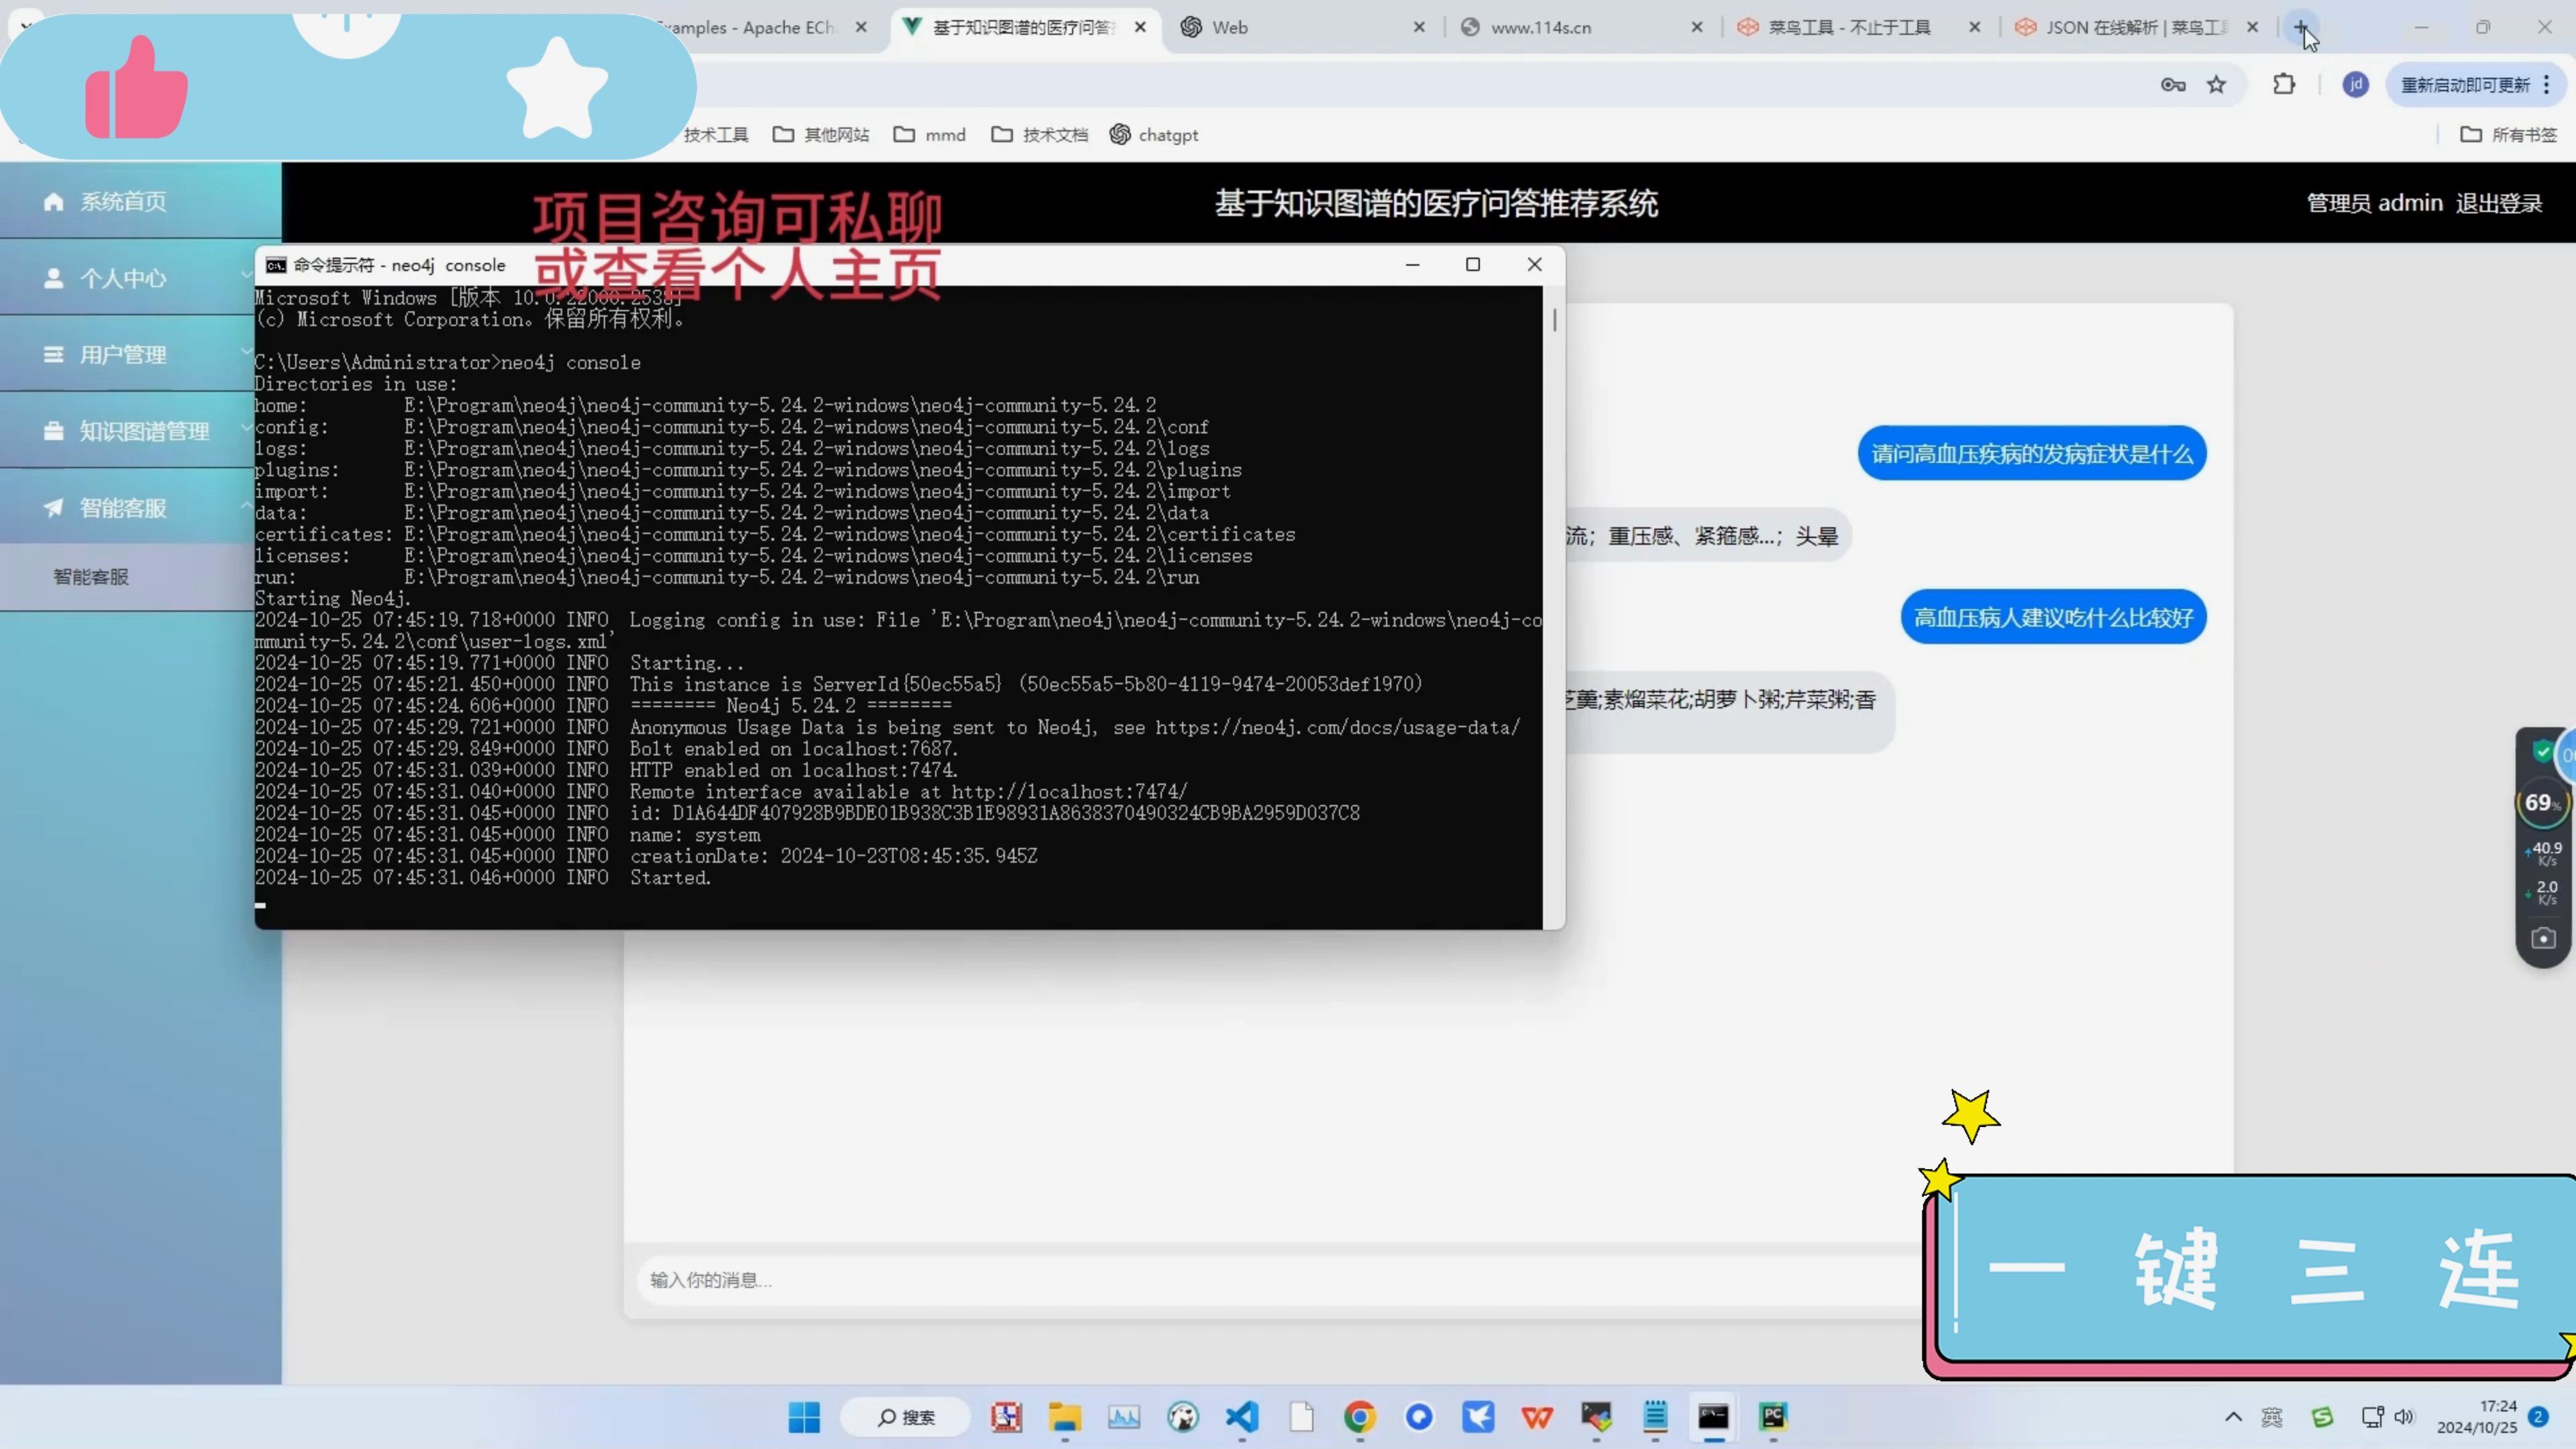 Examples - Apache ECh
基于知识图谱的医疗问答
Web
www.114s.cn
菜鸟工具 - 不止于工具
JSON 在线解析 | 菜鸟工
jd
重新启动即可更新
技术工具
其他网站
mmd
技术文档
chatgpt
所有书签
系统首页
个人中心
用户管理
知识图谱管理
智能客服
智能客服
基于知识图谱的医疗问答推荐系统
管理员 admin 退出登录
项目咨询可私聊
或查看个人主页
命令提示符 - neo4j console
Microsoft Windows [版本 10.0.22000.2538]
(c) Microsoft Corporation。保留所有权利。
C:\Users\Administrator>neo4j console
Directories in use:
home: E:\Program\neo4j\neo4j-community-5.24.2-windows\neo4j-community-5.24.2
config: E:\Program\neo4j\neo4j-community-5.24.2-windows\neo4j-community-5.24.2\conf
logs: E:\Program\neo4j\neo4j-community-5.24.2-windows\neo4j-community-5.24.2\logs
plugins: E:\Program\neo4j\neo4j-community-5.24.2-windows\neo4j-community-5.24.2\plugins
import: E:\Program\neo4j\neo4j-community-5.24.2-windows\neo4j-community-5.24.2\import
data: E:\Program\neo4j\neo4j-community-5.24.2-windows\neo4j-community-5.24.2\data
certificates: E:\Program\neo4j\neo4j-community-5.24.2-windows\neo4j-community-5.24.2\certificates
licenses: E:\Program\neo4j\neo4j-community-5.24.2-windows\neo4j-community-5.24.2\licenses
run: E:\Program\neo4j\neo4j-community-5.24.2-windows\neo4j-community-5.24.2\run
Starting Neo4j.
2024-10-25 07:45:19.718+0000 INFO Logging config in use: File 'E:\Program\neo4j\neo4j-community-5.24.2-windows\neo4j-co
mmunity-5.24.2\conf\user-logs.xml'
2024-10-25 07:45:19.771+0000 INFO Starting...
2024-10-25 07:45:21.450+0000 INFO This instance is ServerId{50ec55a5} (50ec55a5-5b80-4119-9474-20053def1970)
2024-10-25 07:45:24.606+0000 INFO ======== Neo4j 5.24.2 ========
2024-10-25 07:45:29.721+0000 INFO Anonymous Usage Data is being sent to Neo4j, see https://neo4j.com/docs/usage-data/
2024-10-25 07:45:29.849+0000 INFO Bolt enabled on localhost:7687.
2024-10-25 07:45:31.039+0000 INFO HTTP enabled on localhost:7474.
2024-10-25 07:45:31.040+0000 INFO Remote interface available at http://localhost:7474/
2024-10-25 07:45:31.045+0000 INFO id: D1A644DF407928B9BDE01B938C3B1E98931A8638370490324CB9BA2959D037C8
2024-10-25 07:45:31.045+0000 INFO name: system
2024-10-25 07:45:31.045+0000 INFO creationDate: 2024-10-23T08:45:35.945Z
2024-10-25 07:45:31.046+0000 INFO Started.
请问高血压疾病的发病症状是什么
流；重压感、紧箍感...；头晕
高血压病人建议吃什么比较好
羹;素熘菜花;胡萝卜粥;芹菜粥;香
输入你的消息...
69%
40.9
K/s
2.0
K/s
一键三连
搜索
英
17:24
2024/10/25
2